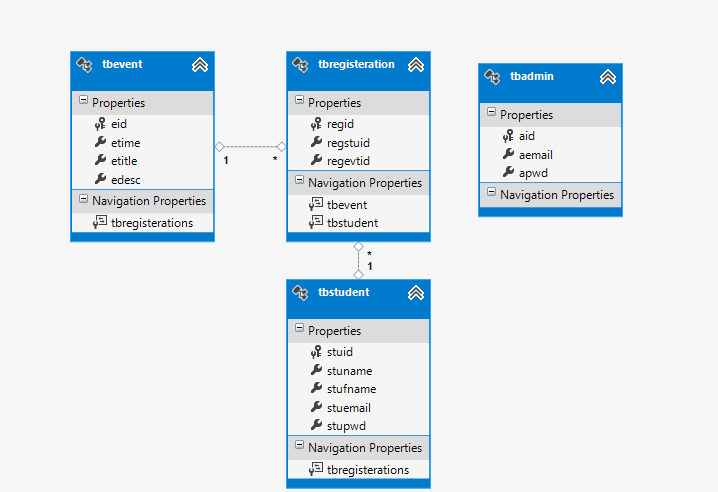 tbevent
Properties
eid
etime
etitle
edesc
Navigation Properties
tbregisterations
1
*
tbregisteration
Properties
regid
regstuid
regevtid
Navigation Properties
tbevent
tbstudent
*
1
tbadmin
Properties
aid
aemail
apwd
Navigation Properties
tbstudent
Properties
stuid
stuname
stufname
stuemail
stupwd
Navigation Properties
tbregisterations